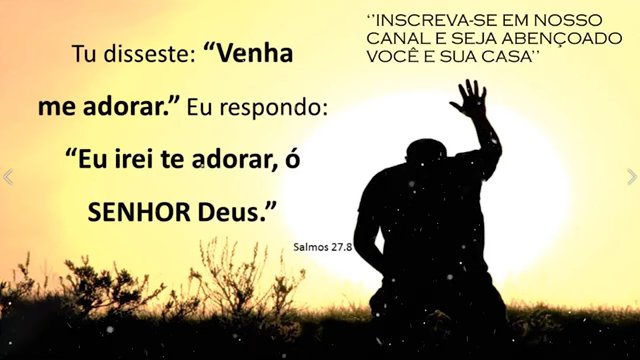 Tu disseste: “Venha
me adorar.” Eu respondo:
“Eu irei te adorar, ó
SENHOR Deus.”
Salmos 27.8
‘’INSCREVA-SE EM NOSSO
CANAL E SEJA ABENÇOADO
VOCÊ E SUA CASA’’